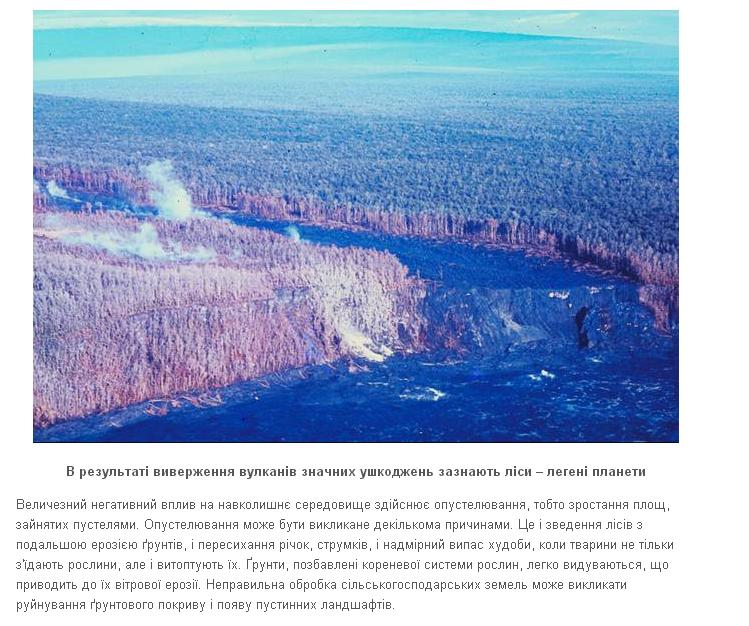 В результаті виверження вулканів значних ушкоджень зазнають ліси – легені планети
Величезний негативний вплив на навколишнє середовище здійснює опустелювання, тобто зростання площ,
зайнятих пустелями. Опустелювання може бути викликане декількома причинами. Це і зведення лісів з
подальшою ерозією ґрунтів, і пересихання річок, струмків, і надмірний випас худоби, коли тварини не тільки
з'їдають рослини, але і витоптують їх. Ґрунти, позбавлені кореневої системи рослин, легко видуваються, що
приводить до їх вітрової ерозії. Неправильна обробка сільськогосподарських земель може викликати
руйнування ґрунтового покриву і появу пустинних ландшафтів.